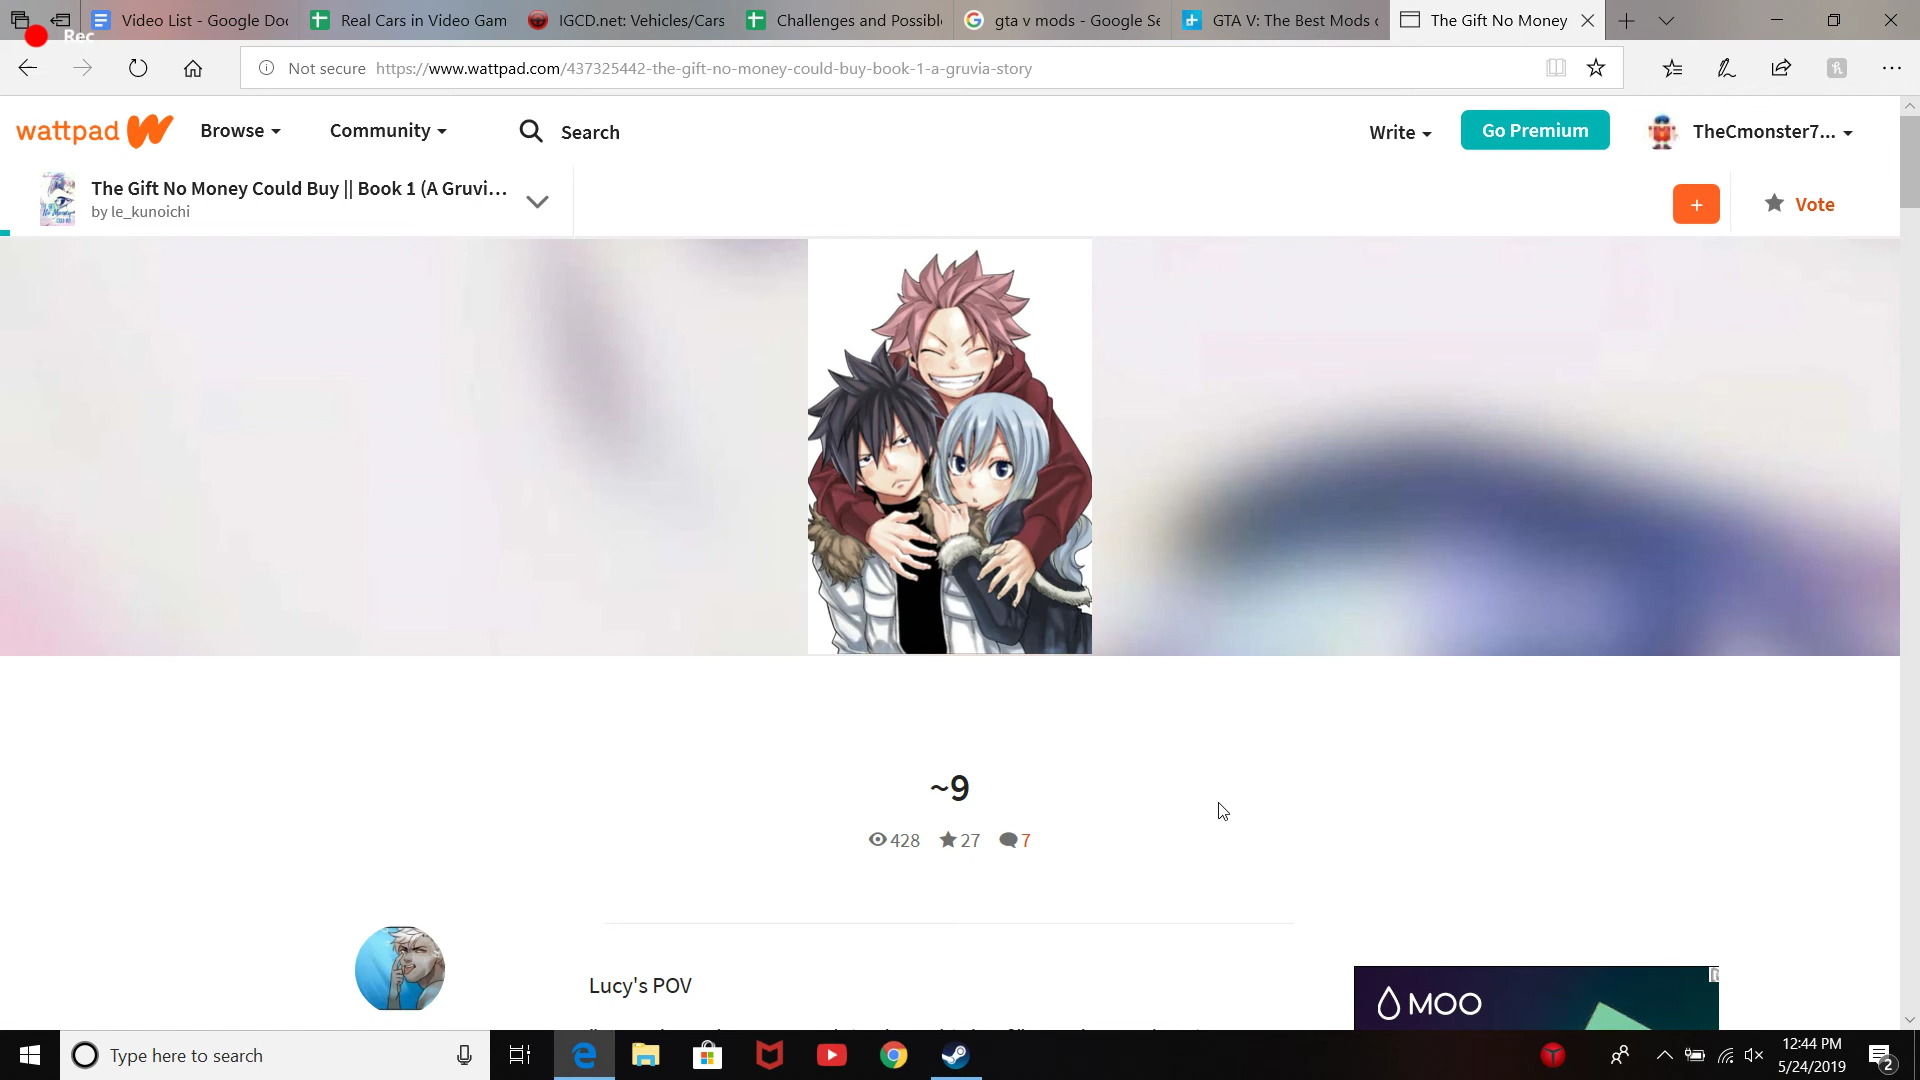 Rec
Video List - Google Doc
Real Cars in Video Gam
IGCD.net: Vehicles/Cars
Challenges and Possibl
gta v mods - Google Se
GTA V: The Best Mods
The Gift No Money
Not secure https://www.wattpad.com/437325442-the-gift-no-money-could-buy-book-1-a-gruvia-story
wattpad
Browse
Community
Search
Write
Go Premium
TheCmonster7...
The Gift No Money Could Buy || Book 1 (A Gruvi...
by le_kunoichi
+
Vote
~9
428 27 7
Lucy's POV
MOO
Type here to search
12:44 PM
5/24/2019
2